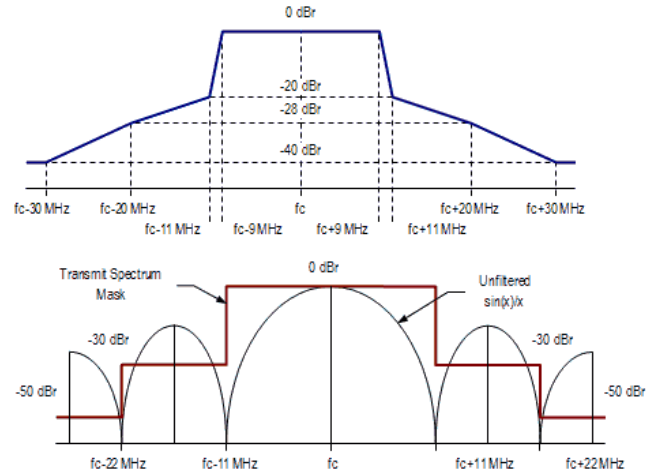 0 dBr
-20 dBr
-28 dBr
-40 dBr
fc-30 MHz fc-20 MHz fc fc+20 MHz fc+30 MHz
fc-11 MHz fc-9 MHz fc+9 MHz fc+11 MHz
Transmit Spectrum
Mask
0 dBr
Unfiltered
sin(x)/x
-30 dBr -30 dBr
-50 dBr -50 dBr
fc-22 MHz fc-11 MHz fc fc+11 MHz fc+22 MHz